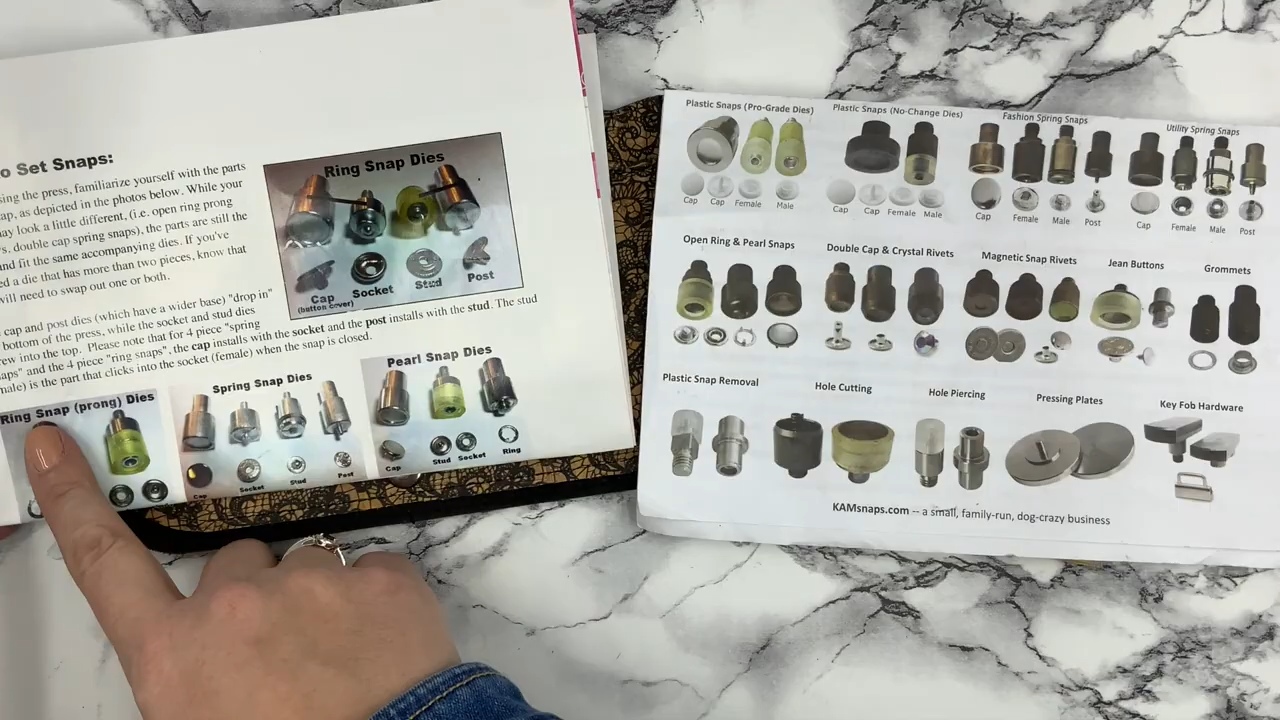 o Set Snaps:
sing the press, familiarize yourself with the parts
ap, as depicted in the photos below. While your
may look a little different, (i.e. open ring prong
s, double cap spring snaps), the parts are still the
and fit the same accompanying dies. If you've
ed a die that has more than two pieces, know that
will need to swap out one or both.
cap and post dies (which have a wider base) "drop in"
bottom of the press, while the socket and stud dies
rew into the top. Please note that for 4 piece "spring
aps" and the 4 piece "ring snaps", the cap installs with the socket and the post installs with the stud. The stud
male) is the part that clicks into the socket (female) when the snap is closed.
Ring Snap Dies
Cap
(button cover)
Socket
Stud
Post
Ring Snap (prong) Dies
Spring Snap Dies
Cap
Socket
Stud
Post
Pearl Snap Dies
Cap
Stud
Socket
Ring
Plastic Snaps (Pro-Grade Dies)
Cap Cap Female Male
Plastic Snaps (No-Change Dies)
Cap Cap Female Male
Fashion Spring Snaps
Cap Female Male Post
Utility Spring Snaps
Cap Female Male Post
Open Ring & Pearl Snaps
Double Cap & Crystal Rivets
Magnetic Snap Rivets
Jean Buttons
Grommets
Plastic Snap Removal
Hole Cutting
Hole Piercing
Pressing Plates
Key Fob Hardware
KAMsnaps.com -- a small, family-run, dog-crazy business